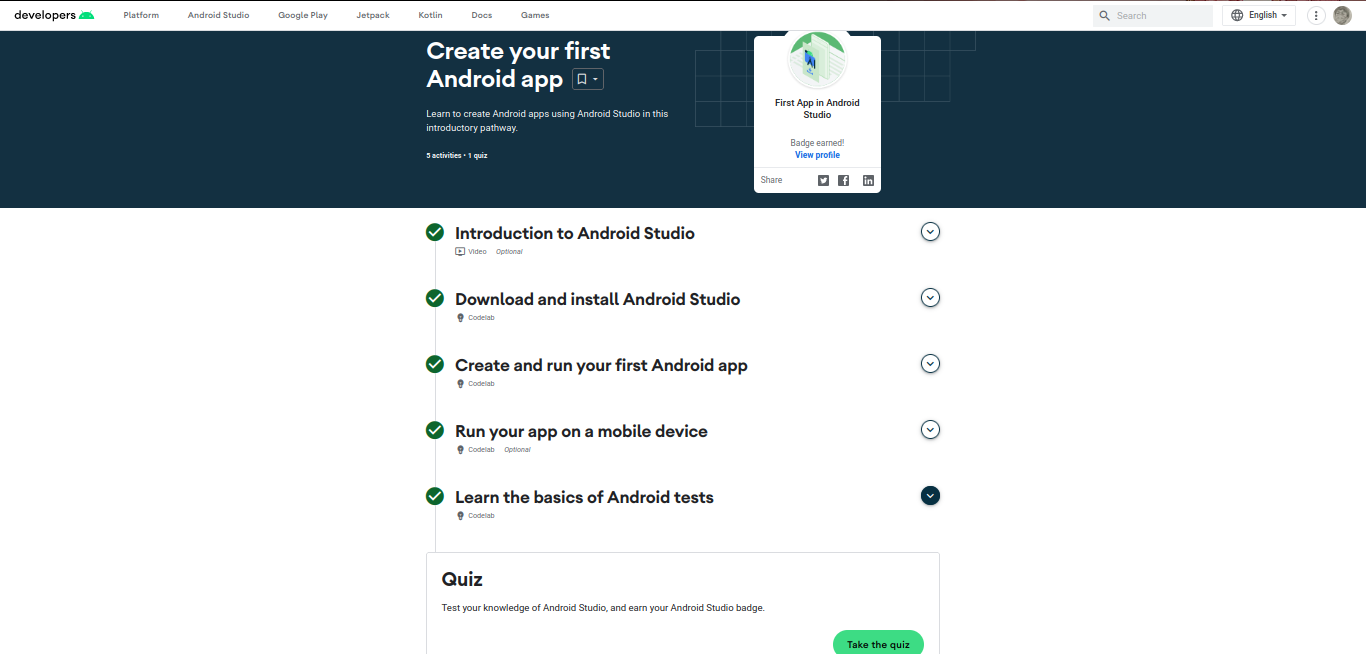 developers
Platform
Android Studio
Google Play
Jetpack
Kotlin
Docs
Games
Search
English
Create your first
Android app
Learn to create Android apps using Android Studio in this
introductory pathway.
5 activities • 1 quiz
First App in Android
Studio
Badge earned!
View profile
Share
Introduction to Android Studio
Video Optional
Download and install Android Studio
Codelab
Create and run your first Android app
Codelab
Run your app on a mobile device
Codelab Optional
Learn the basics of Android tests
Codelab
Quiz
Test your knowledge of Android Studio, and earn your Android Studio badge.
Take the quiz